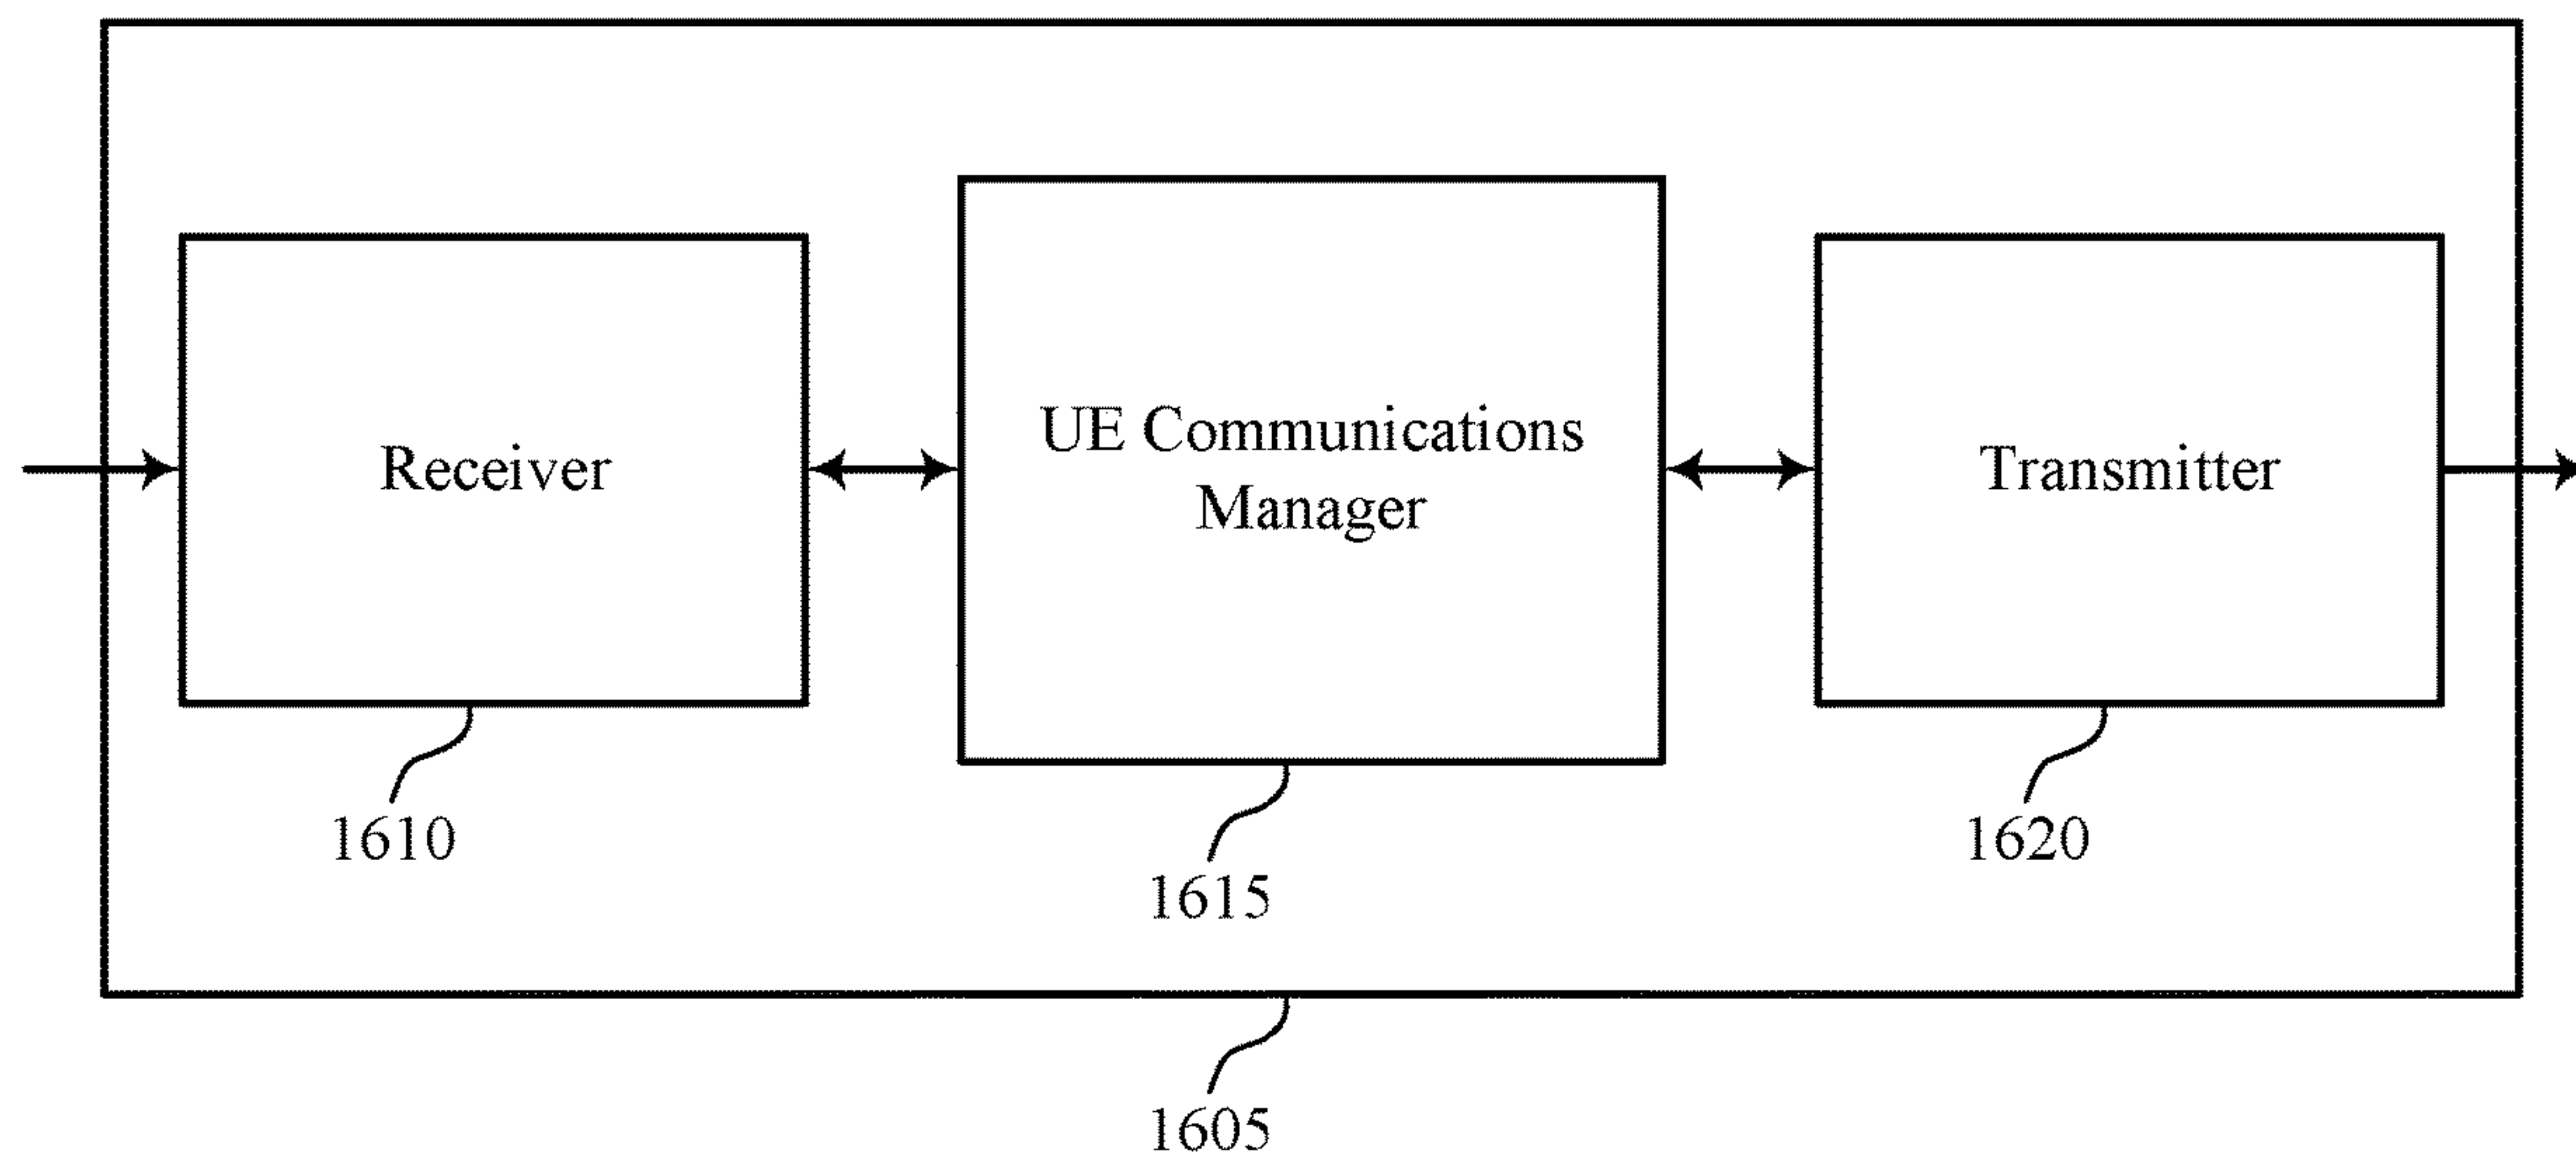 Receiver
UE Communications
Manager
Transmitter
1610
1615
1620
1605